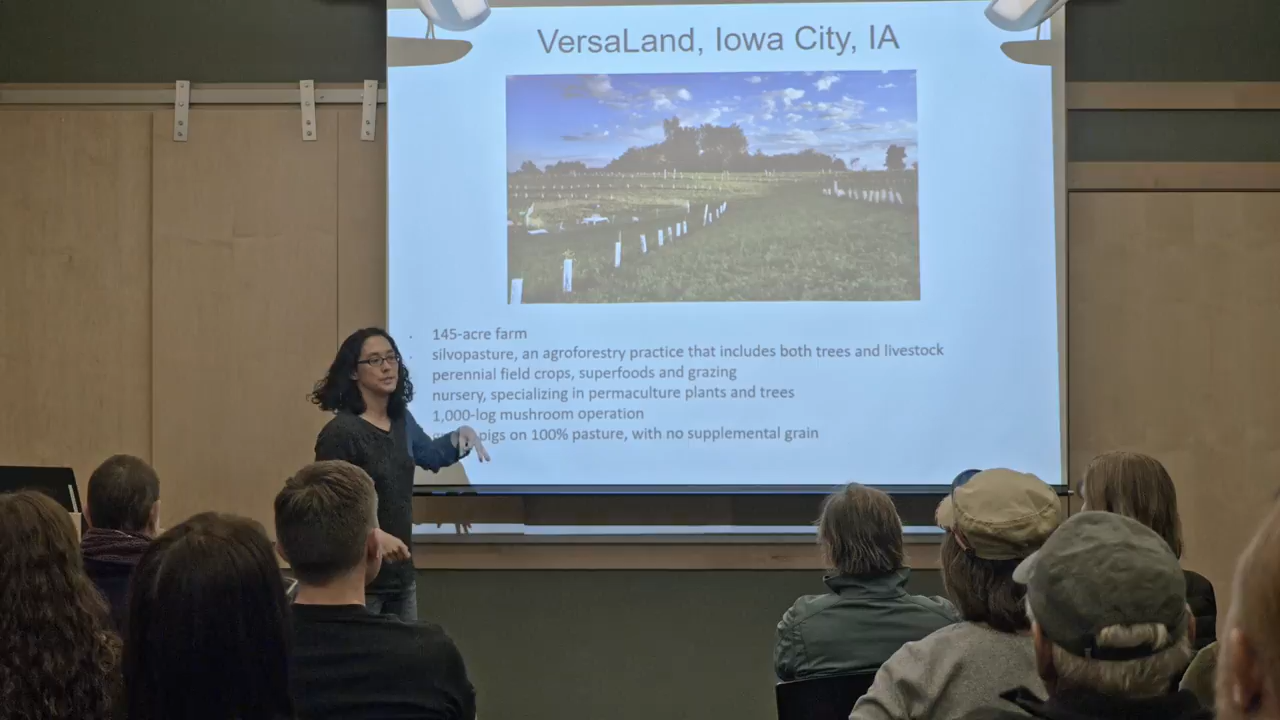 VersaLand, Iowa City, IA
145-acre farm
silvopasture, an agroforestry practice that includes both trees and livestock
perennial field crops, superfoods and grazing
nursery, specializing in permaculture plants and trees
1,000-log mushroom operation
pigs on 100% pasture, with no supplemental grain